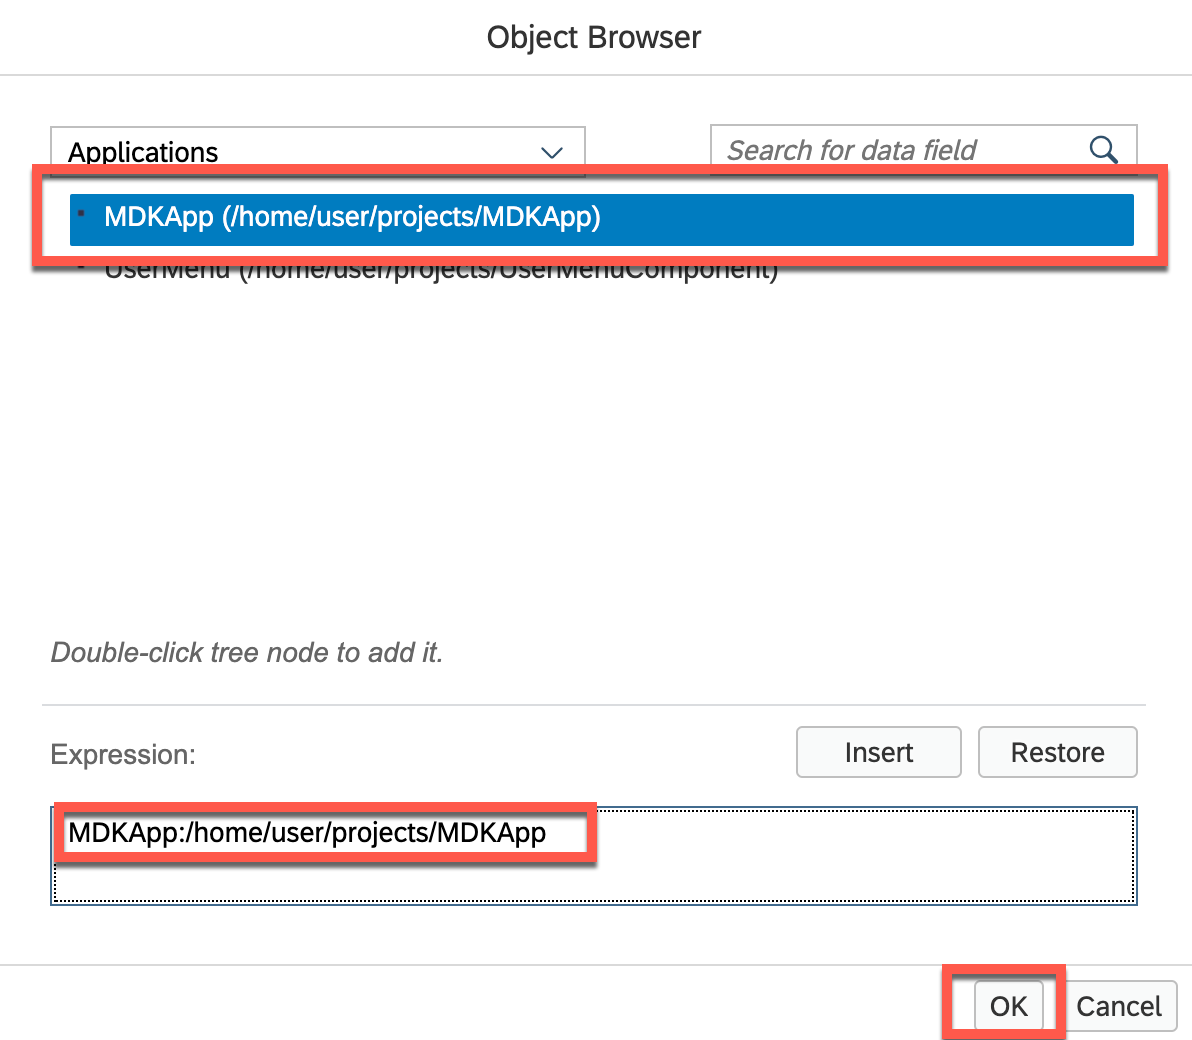 Object Browser
Applications
Search for data field
MDKApp (/home/user/projects/MDKApp)
UserMenu (/home/user/projects/UserMenuComponent)
Double-click tree node to add it.
Expression:
Insert
Restore
MDKApp:/home/user/projects/MDKApp
OK
Cancel